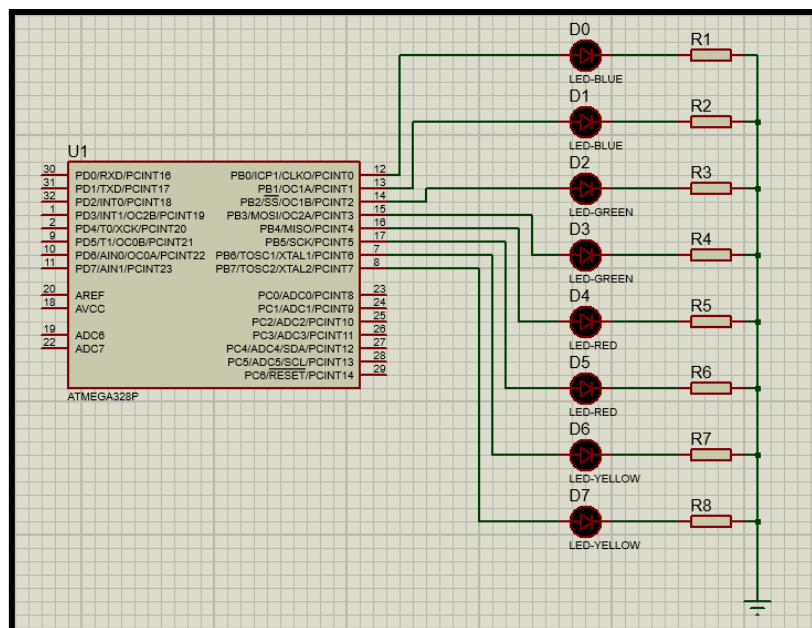 U1
30 PD0/RXD/PCINT16
31 PD1/TXD/PCINT17
32 PD2/INT0/PCINT18
1 PD3/INT1/OC2B/PCINT19
2 PD4/T0/XCK/PCINT20
9 PD5/T1/OC0B/PCINT21
10 PD6/AIN0/OC0A/PCINT22
11 PD7/AIN1/PCINT23
20 AREF
18 AVCC
19 ADC6
22 ADC7
PB0/ICP1/CLKO/PCINT0 12
PB1/OC1A/PCINT1 13
PB2/SS/OC1B/PCINT2 14
PB3/MOSI/OC2A/PCINT3 15
PB4/MISO/PCINT4 16
PB5/SCK/PCINT5 17
PB6/TOSC1/XTAL1/PCINT6 7
PB7/TOSC2/XTAL2/PCINT7 8
PC0/ADC0/PCINT8 23
PC1/ADC1/PCINT9 24
PC2/ADC2/PCINT10 25
PC3/ADC3/PCINT11 26
PC4/ADC4/SDA/PCINT12 27
PC5/ADC5/SCL/PCINT13 28
PC6/RESET/PCINT14 29
ATMEGA328P
D0
LED-BLUE
R1
D1
LED-BLUE
R2
D2
LED-GREEN
R3
D3
LED-GREEN
R4
D4
LED-RED
R5
D5
LED-RED
R6
D6
LED-YELLOW
R7
D7
LED-YELLOW
R8